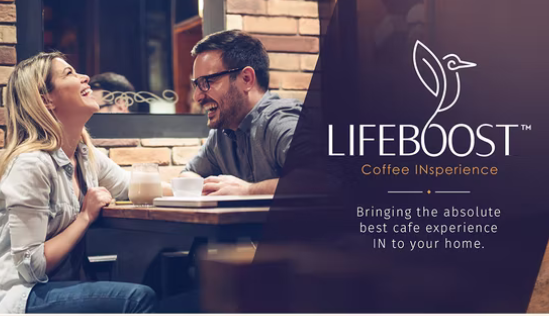 LIFEBOOST™
Coffee INsperience
Bringing the absolute
best cafe experience
IN to your home.